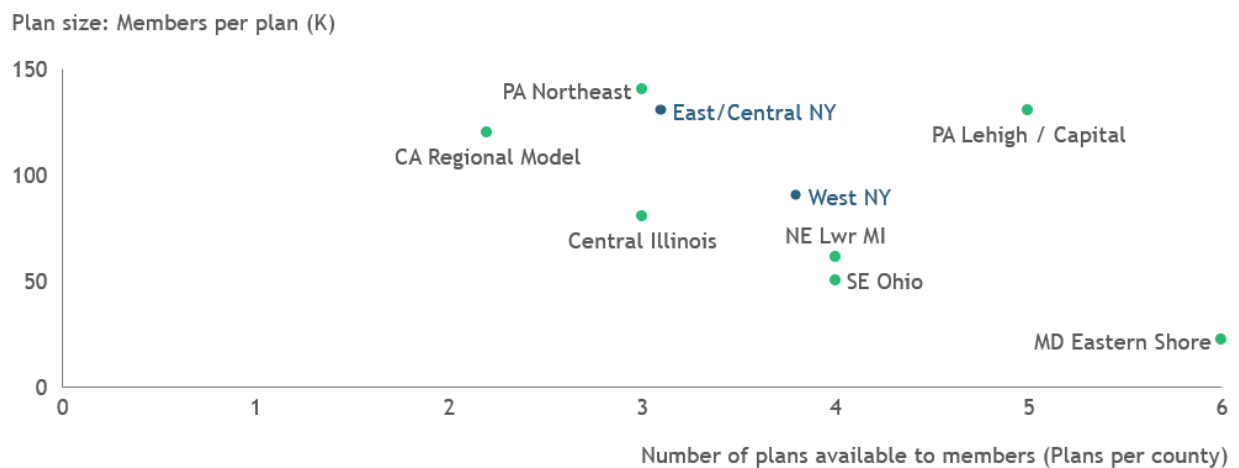 Plan size: Members per plan (K)
150
PA Northeast
East/Central NY
PA Lehigh / Capital
CA Regional Model
100
West NY
Central Illinois
NE Lwr MI
50
SE Ohio
MD Eastern Shore
0
0 1 2 3 4 5 6
Number of plans available to members (Plans per county)